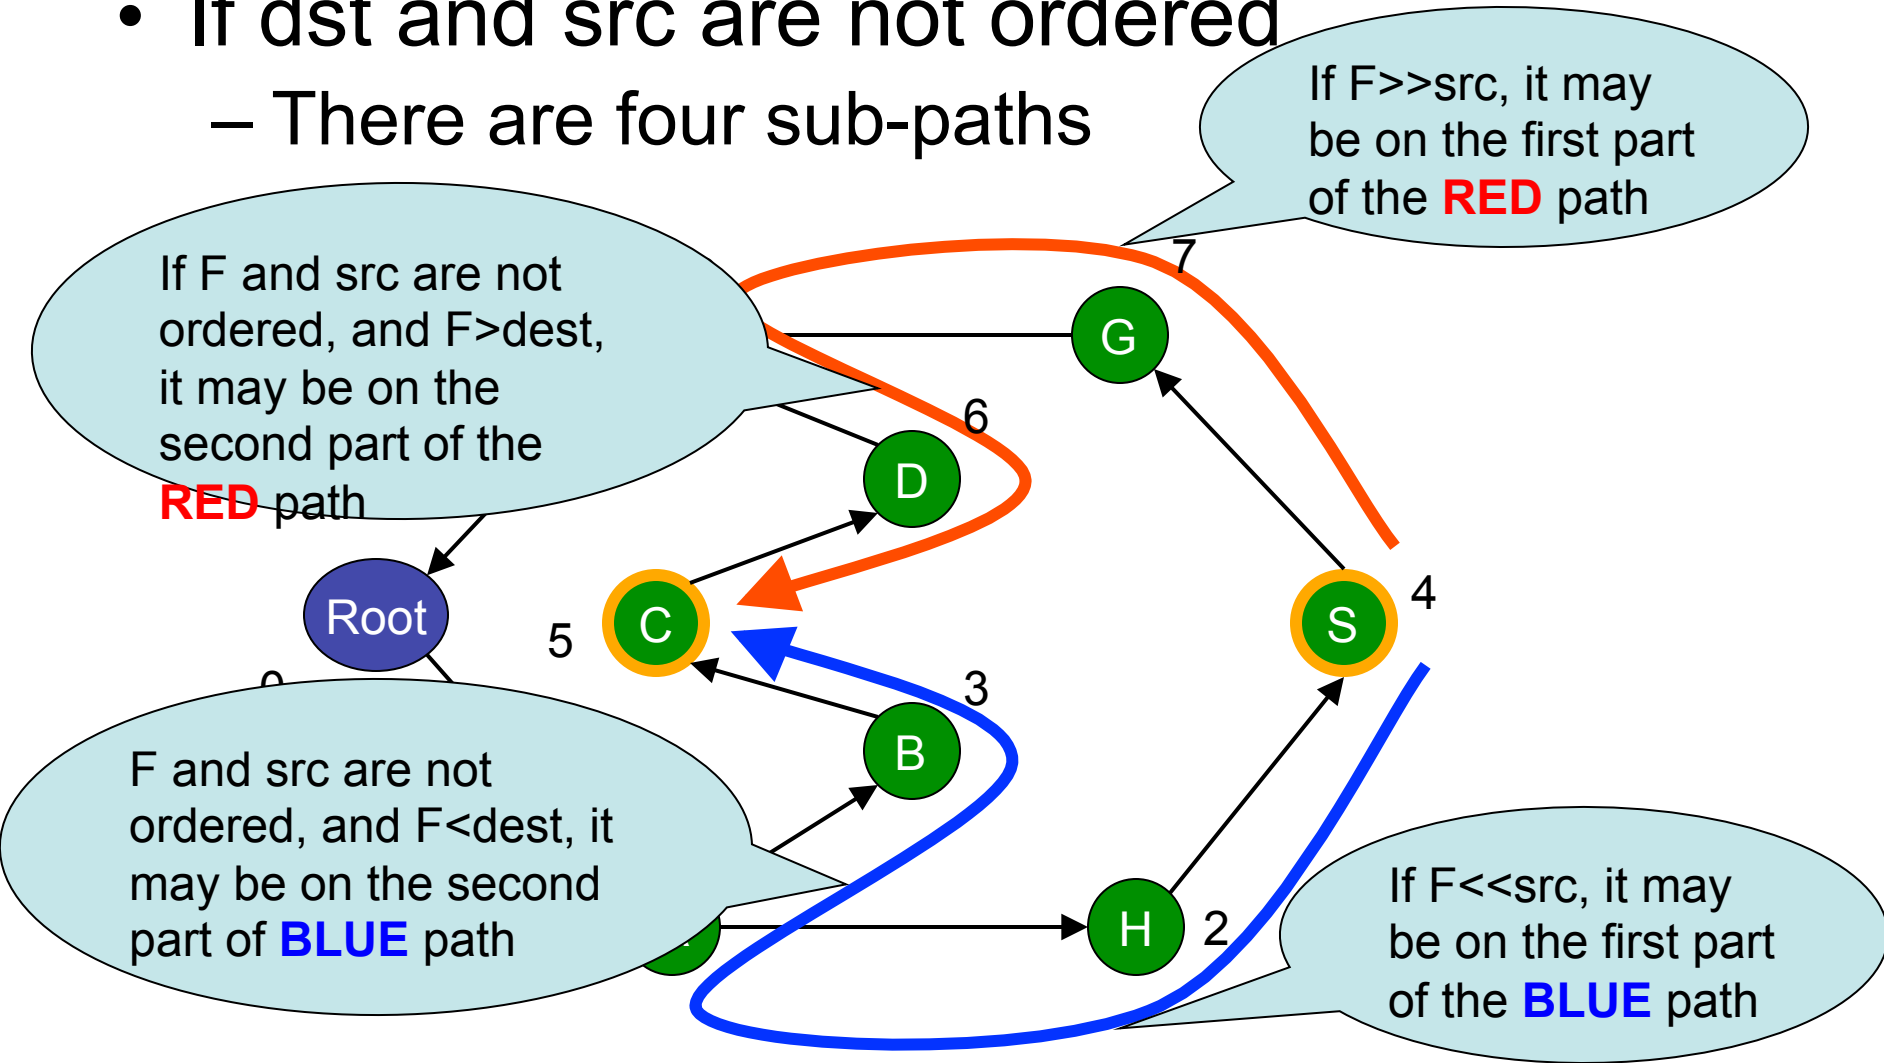 • If dst and src are not ordered
– There are four sub-paths
If F>>src, it may
be on the first part
of the RED path
If F and src are not
ordered, and F>dest,
it may be on the
second part of the
RED path
7
G
6
D
Root
C
S
4
5
3
B
F and src are not
ordered, and F<dest, it
may be on the second
part of BLUE path
H
2
If F<<src, it may
be on the first part
of the BLUE path